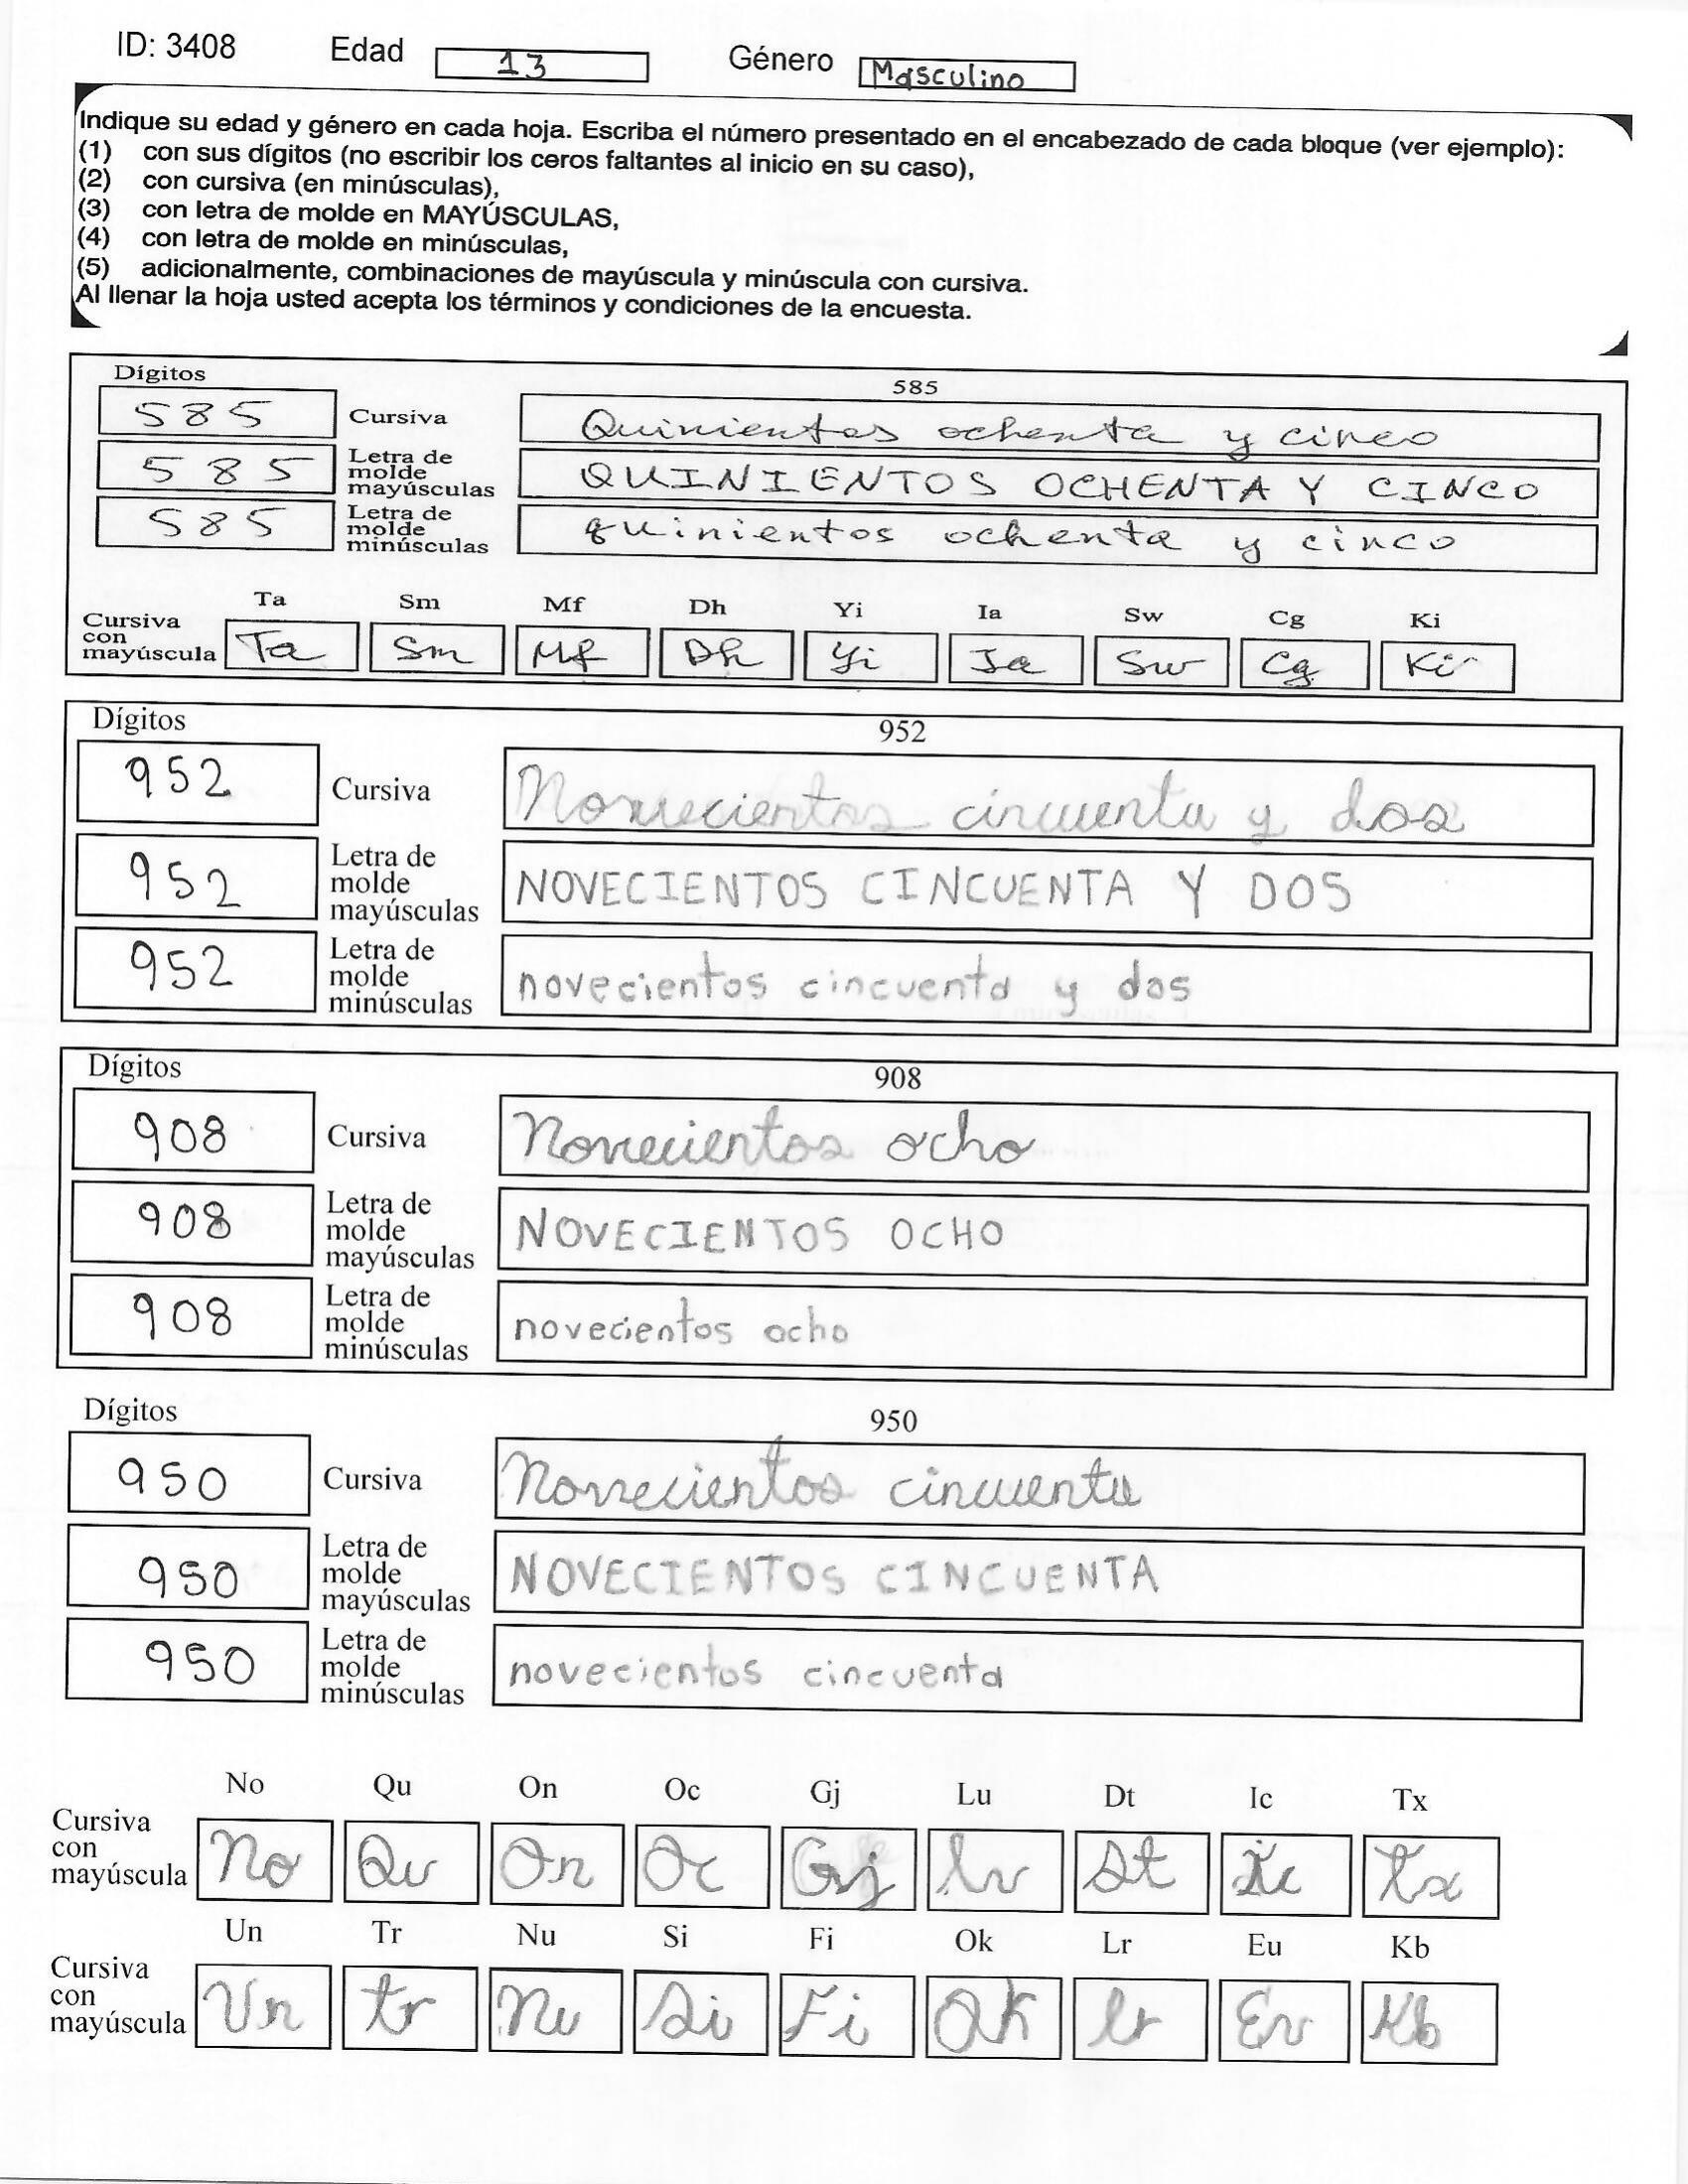 ID: 3408 Edad 13 Género Masculino
Indique su edad y género en cada hoja. Escriba el número presentado en el encabezado de cada bloque (ver ejemplo):
(1) con sus dígitos (no escribir los ceros faltantes al inicio en su caso),
(2) con cursiva (en minúsculas),
(3) con letra de molde en MAYÚSCULAS,
(4) con letra de molde en minúsculas,
(5) adicionalmente, combinaciones de mayúscula y minúscula con cursiva.
Al llenar la hoja usted acepta los términos y condiciones de la encuesta.
Dígitos 585
585 Cursiva Quinientos ochenta y cinco
585 Letra de molde mayúsculas QUINIENTOS OCHENTA Y CINCO
585 Letra de molde minúsculas quinientos ochenta y cinco
Ta Sm Mf Dh Yi Ia Sw Cg Ki
Cursiva con mayúscula Ta Sm Mf Dh Yi Ia Sw Cg Ki
Dígitos 952
952 Cursiva Novecientos cincuenta y dos
952 Letra de molde mayúsculas NOVECIENTOS CINCUENTA Y DOS
952 Letra de molde minúsculas novecientos cincuenta y dos
Dígitos 908
908 Cursiva Novecientos ocho
908 Letra de molde mayúsculas NOVECIENTOS OCHO
908 Letra de molde minúsculas novecientos ocho
Dígitos 950
950 Cursiva Novecientos cincuenta
950 Letra de molde mayúsculas NOVECIENTOS CINCUENTA
950 Letra de molde minúsculas novecientos cincuenta
No Qu On Oc Gj Lu Dt Ic Tx
Cursiva con mayúscula No Qu On Oc Gj Lu Dt Ic Tx
Un Tr Nu Si Fi Ok Lr Eu Kb
Cursiva con mayúscula Un Tr Nu Si Fi Ok Lr Eu Kb